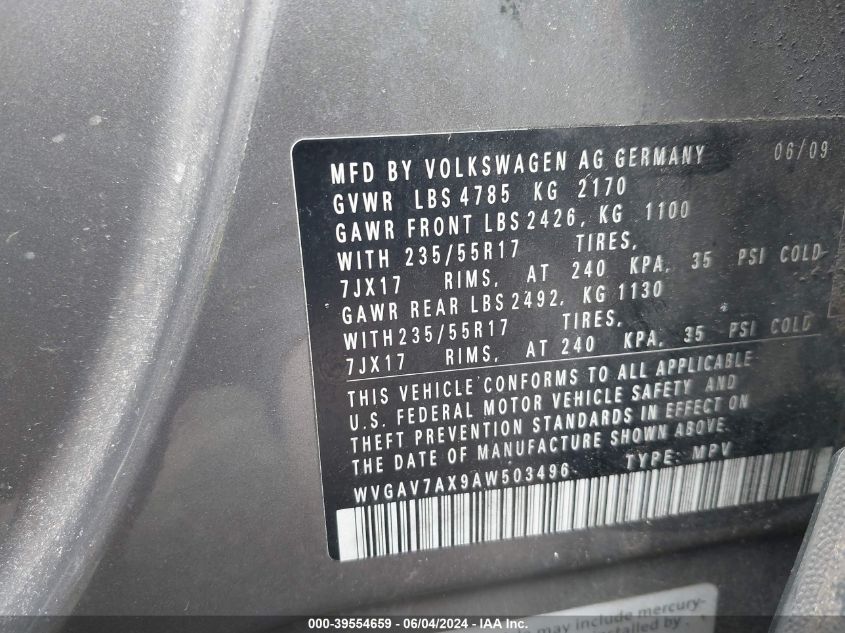 MFD BY VOLKSWAGEN AG GERMANY 06/09
GVWR LBS 4785 KG 2170
GAWR FRONT LBS 2426, KG 1100
WITH 235/55R17 TIRES,
7JX17 RIMS, AT 240 KPA, 35 PSI COLD
GAWR REAR LBS 2492, KG 1130
WITH 235/55R17 TIRES,
7JX17 RIMS, AT 240 KPA, 35 PSI COLD
THIS VEHICLE CONFORMS TO ALL APPLICABLE
U.S. FEDERAL MOTOR VEHICLE SAFETY AND
THEFT PREVENTION STANDARDS IN EFFECT ON
THE DATE OF MANUFACTURE SHOWN ABOVE
WVGAV7AX9AW503496 TYPE: MPV
may include mercury-
000-39554659 - 06/04/2024 - IAA Inc.